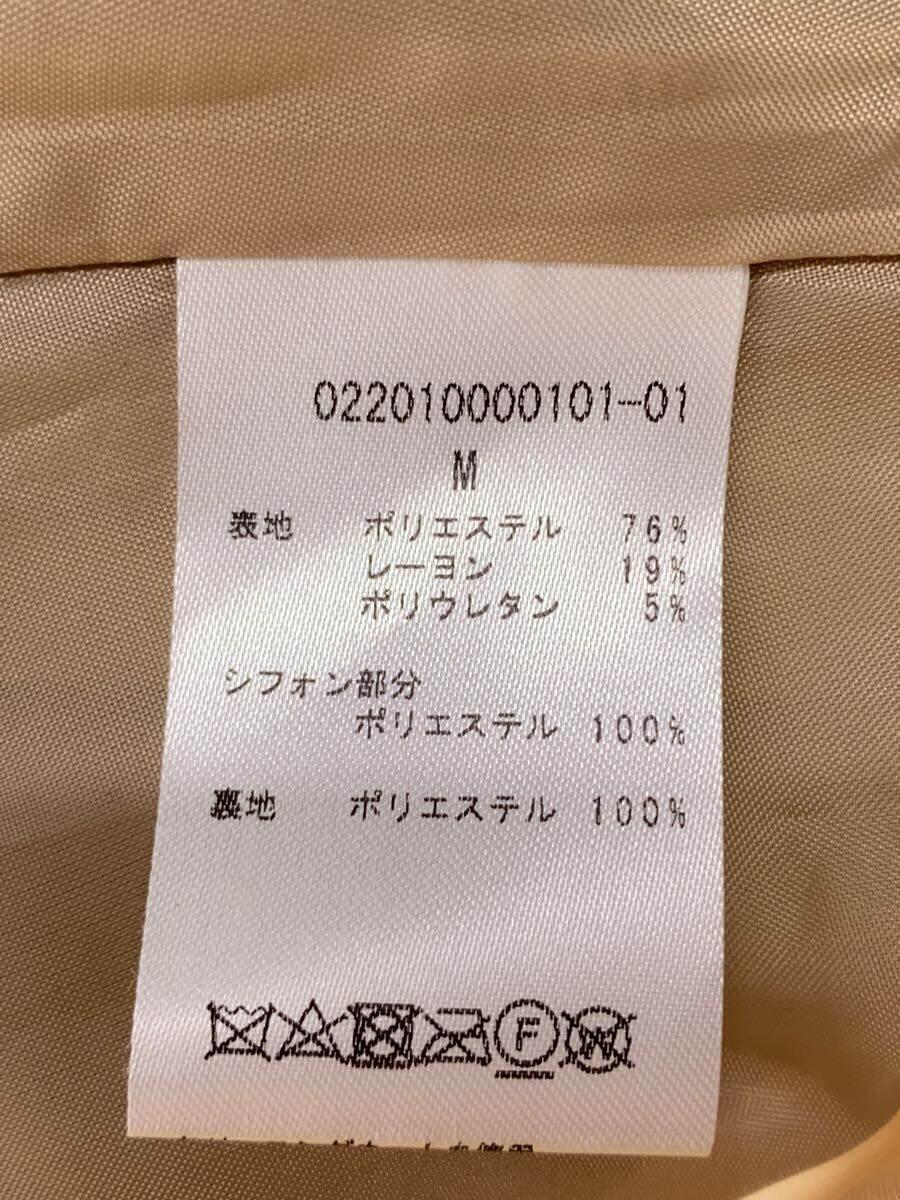 022010000101-01
M
表地 ポリエステル 76%
レーヨン 19%
ポリウレタン 5%
シフォン部分
ポリエステル 100%
裏地 ポリエステル 100%
F
W